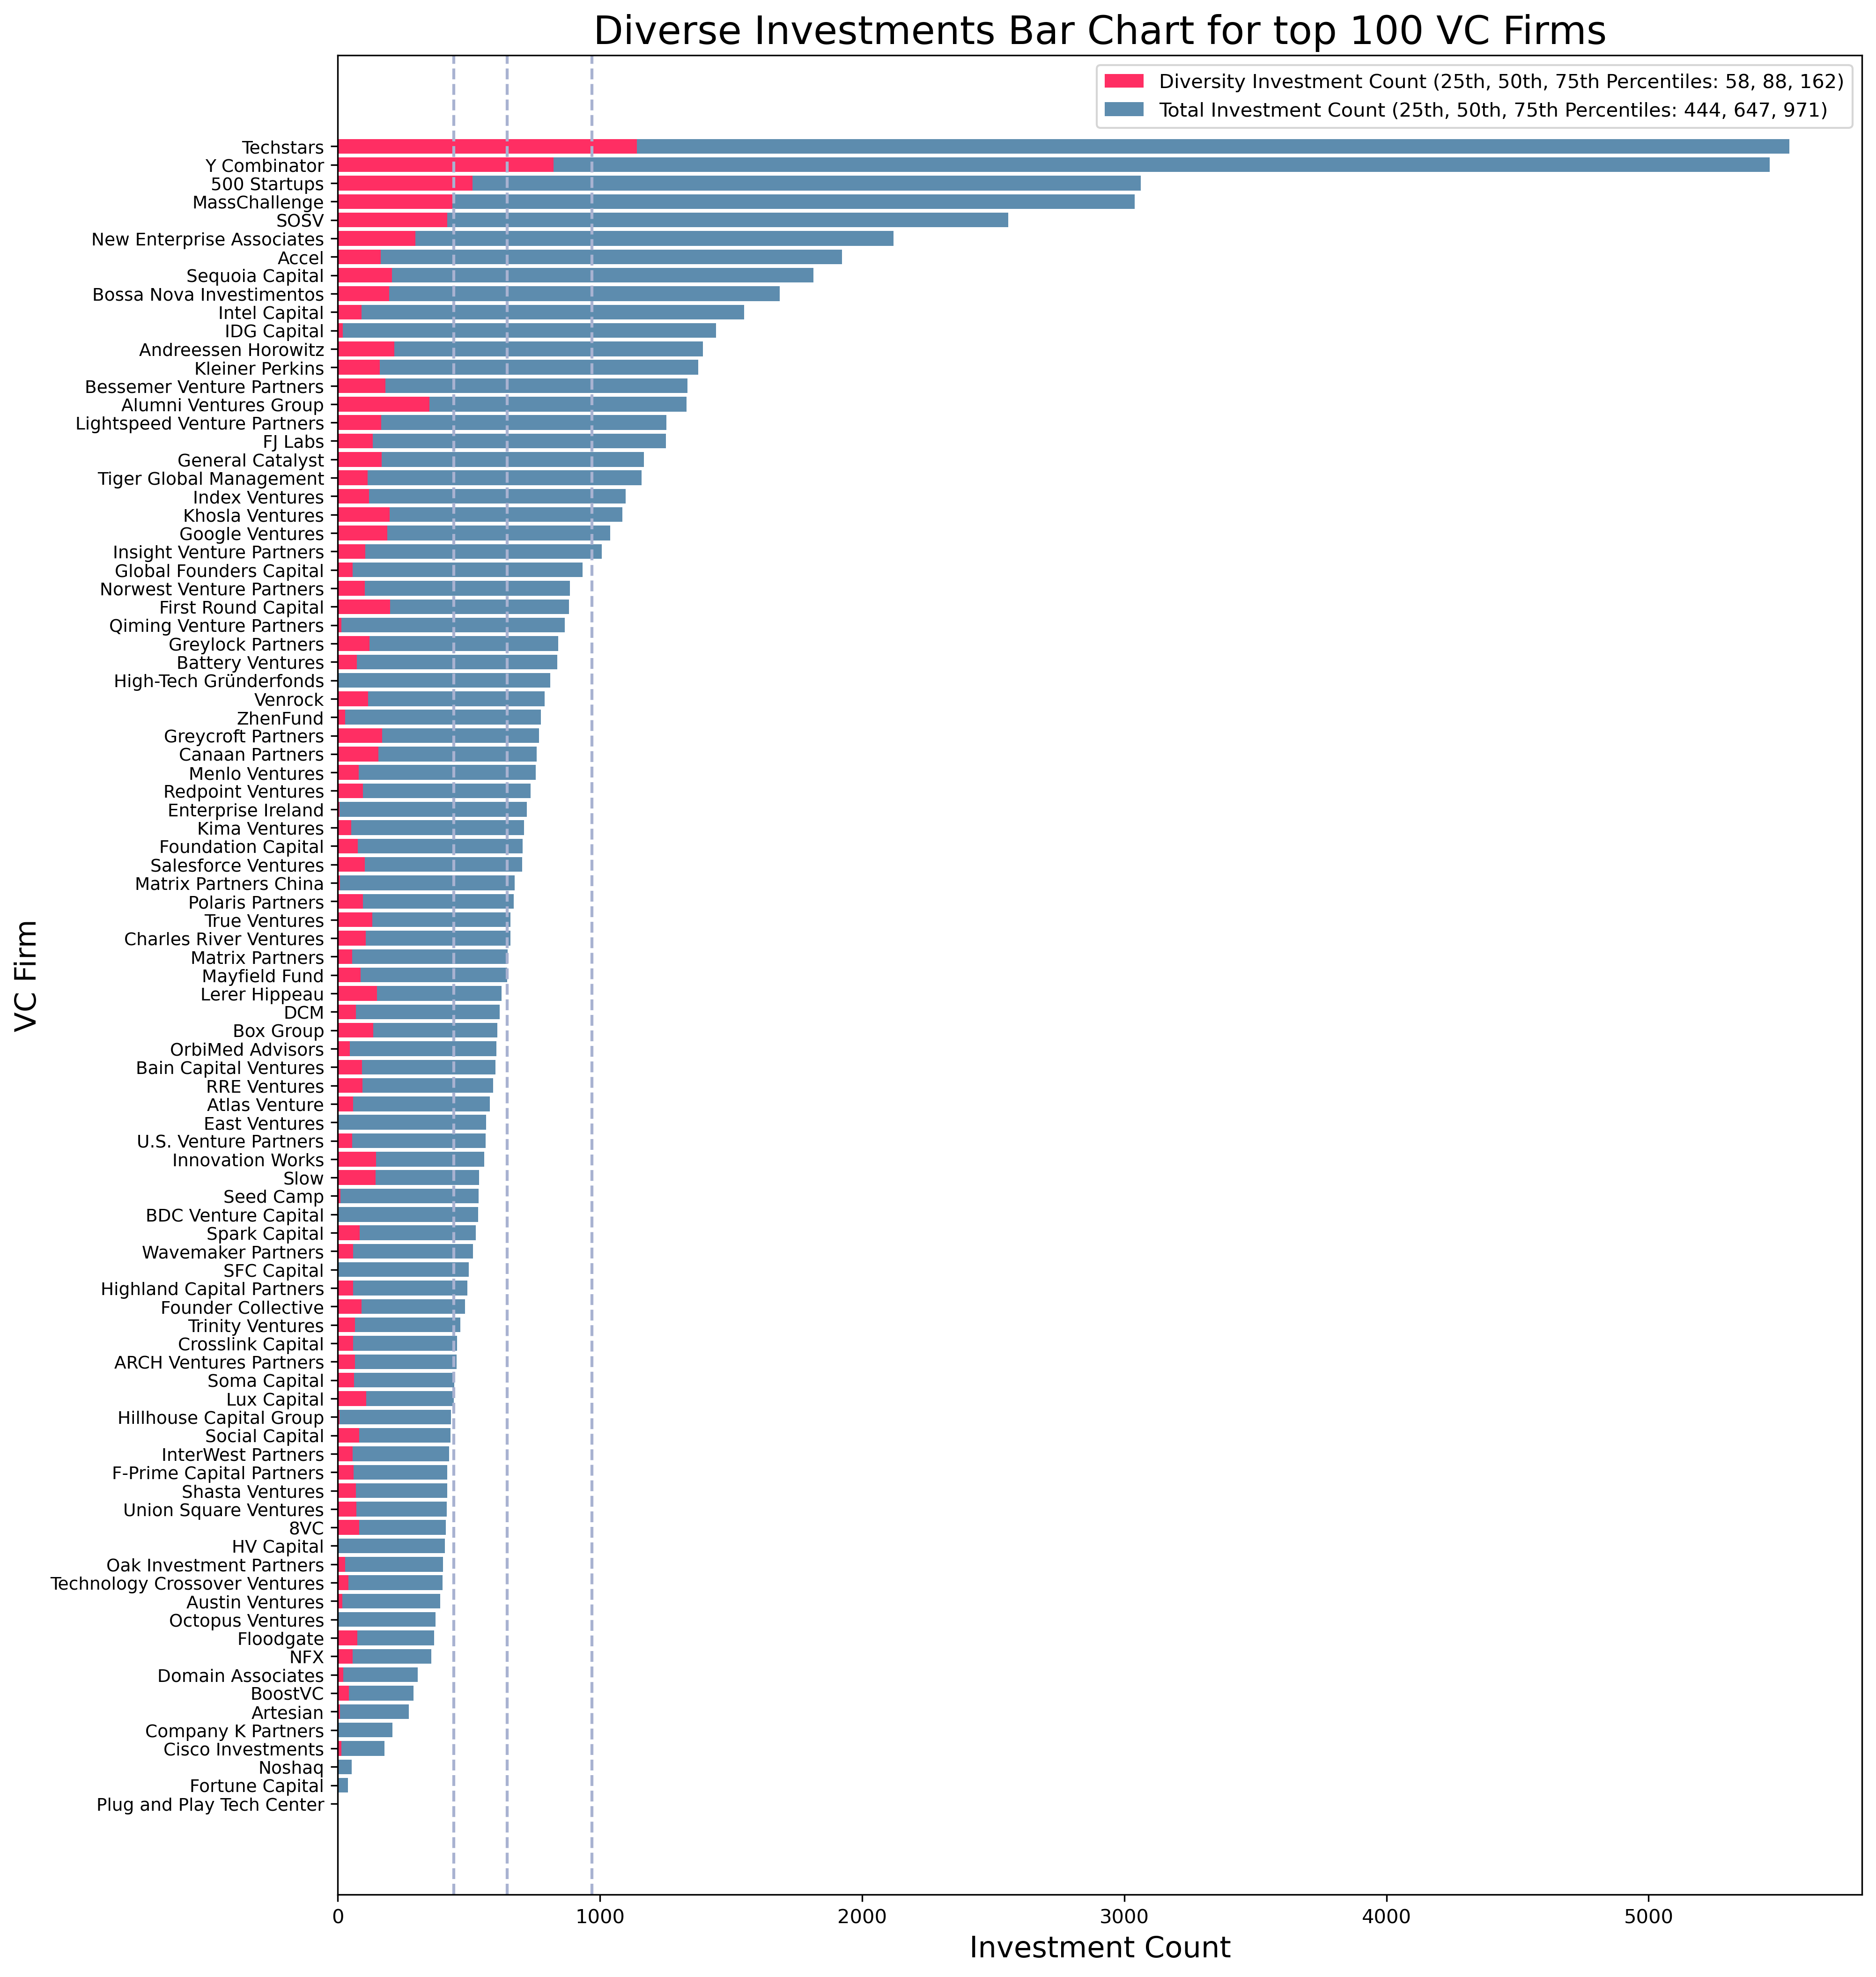 Diverse Investments Bar Chart for top 100 VC Firms
Diversity Investment Count (25th, 50th, 75th Percentiles: 58, 88, 162)
Total Investment Count (25th, 50th, 75th Percentiles: 444, 647, 971)
Techstars
Y Combinator
500 Startups
MassChallenge
SOSV
New Enterprise Associates
Accel
Sequoia Capital
Bossa Nova Investimentos
Intel Capital
IDG Capital
Andreessen Horowitz
Kleiner Perkins
Bessemer Venture Partners
Alumni Ventures Group
Lightspeed Venture Partners
FJ Labs
General Catalyst
Tiger Global Management
Index Ventures
Khosla Ventures
Google Ventures
Insight Venture Partners
Global Founders Capital
Norwest Venture Partners
First Round Capital
Qiming Venture Partners
Greylock Partners
Battery Ventures
High-Tech Gründerfonds
Venrock
ZhenFund
Greycroft Partners
Canaan Partners
Menlo Ventures
Redpoint Ventures
Enterprise Ireland
Kima Ventures
Foundation Capital
Salesforce Ventures
Matrix Partners China
Polaris Partners
True Ventures
Charles River Ventures
Matrix Partners
Mayfield Fund
Lerer Hippeau
DCM
Box Group
OrbiMed Advisors
Bain Capital Ventures
RRE Ventures
Atlas Venture
East Ventures
U.S. Venture Partners
Innovation Works
Slow
Seed Camp
BDC Venture Capital
Spark Capital
Wavemaker Partners
SFC Capital
Highland Capital Partners
Founder Collective
Trinity Ventures
Crosslink Capital
ARCH Ventures Partners
Soma Capital
Lux Capital
Hillhouse Capital Group
Social Capital
InterWest Partners
F-Prime Capital Partners
Shasta Ventures
Union Square Ventures
8VC
HV Capital
Oak Investment Partners
Technology Crossover Ventures
Austin Ventures
Octopus Ventures
Floodgate
NFX
Domain Associates
BoostVC
Artesian
Company K Partners
Cisco Investments
Noshaq
Fortune Capital
Plug and Play Tech Center
VC Firm
0 1000 2000 3000 4000 5000
Investment Count